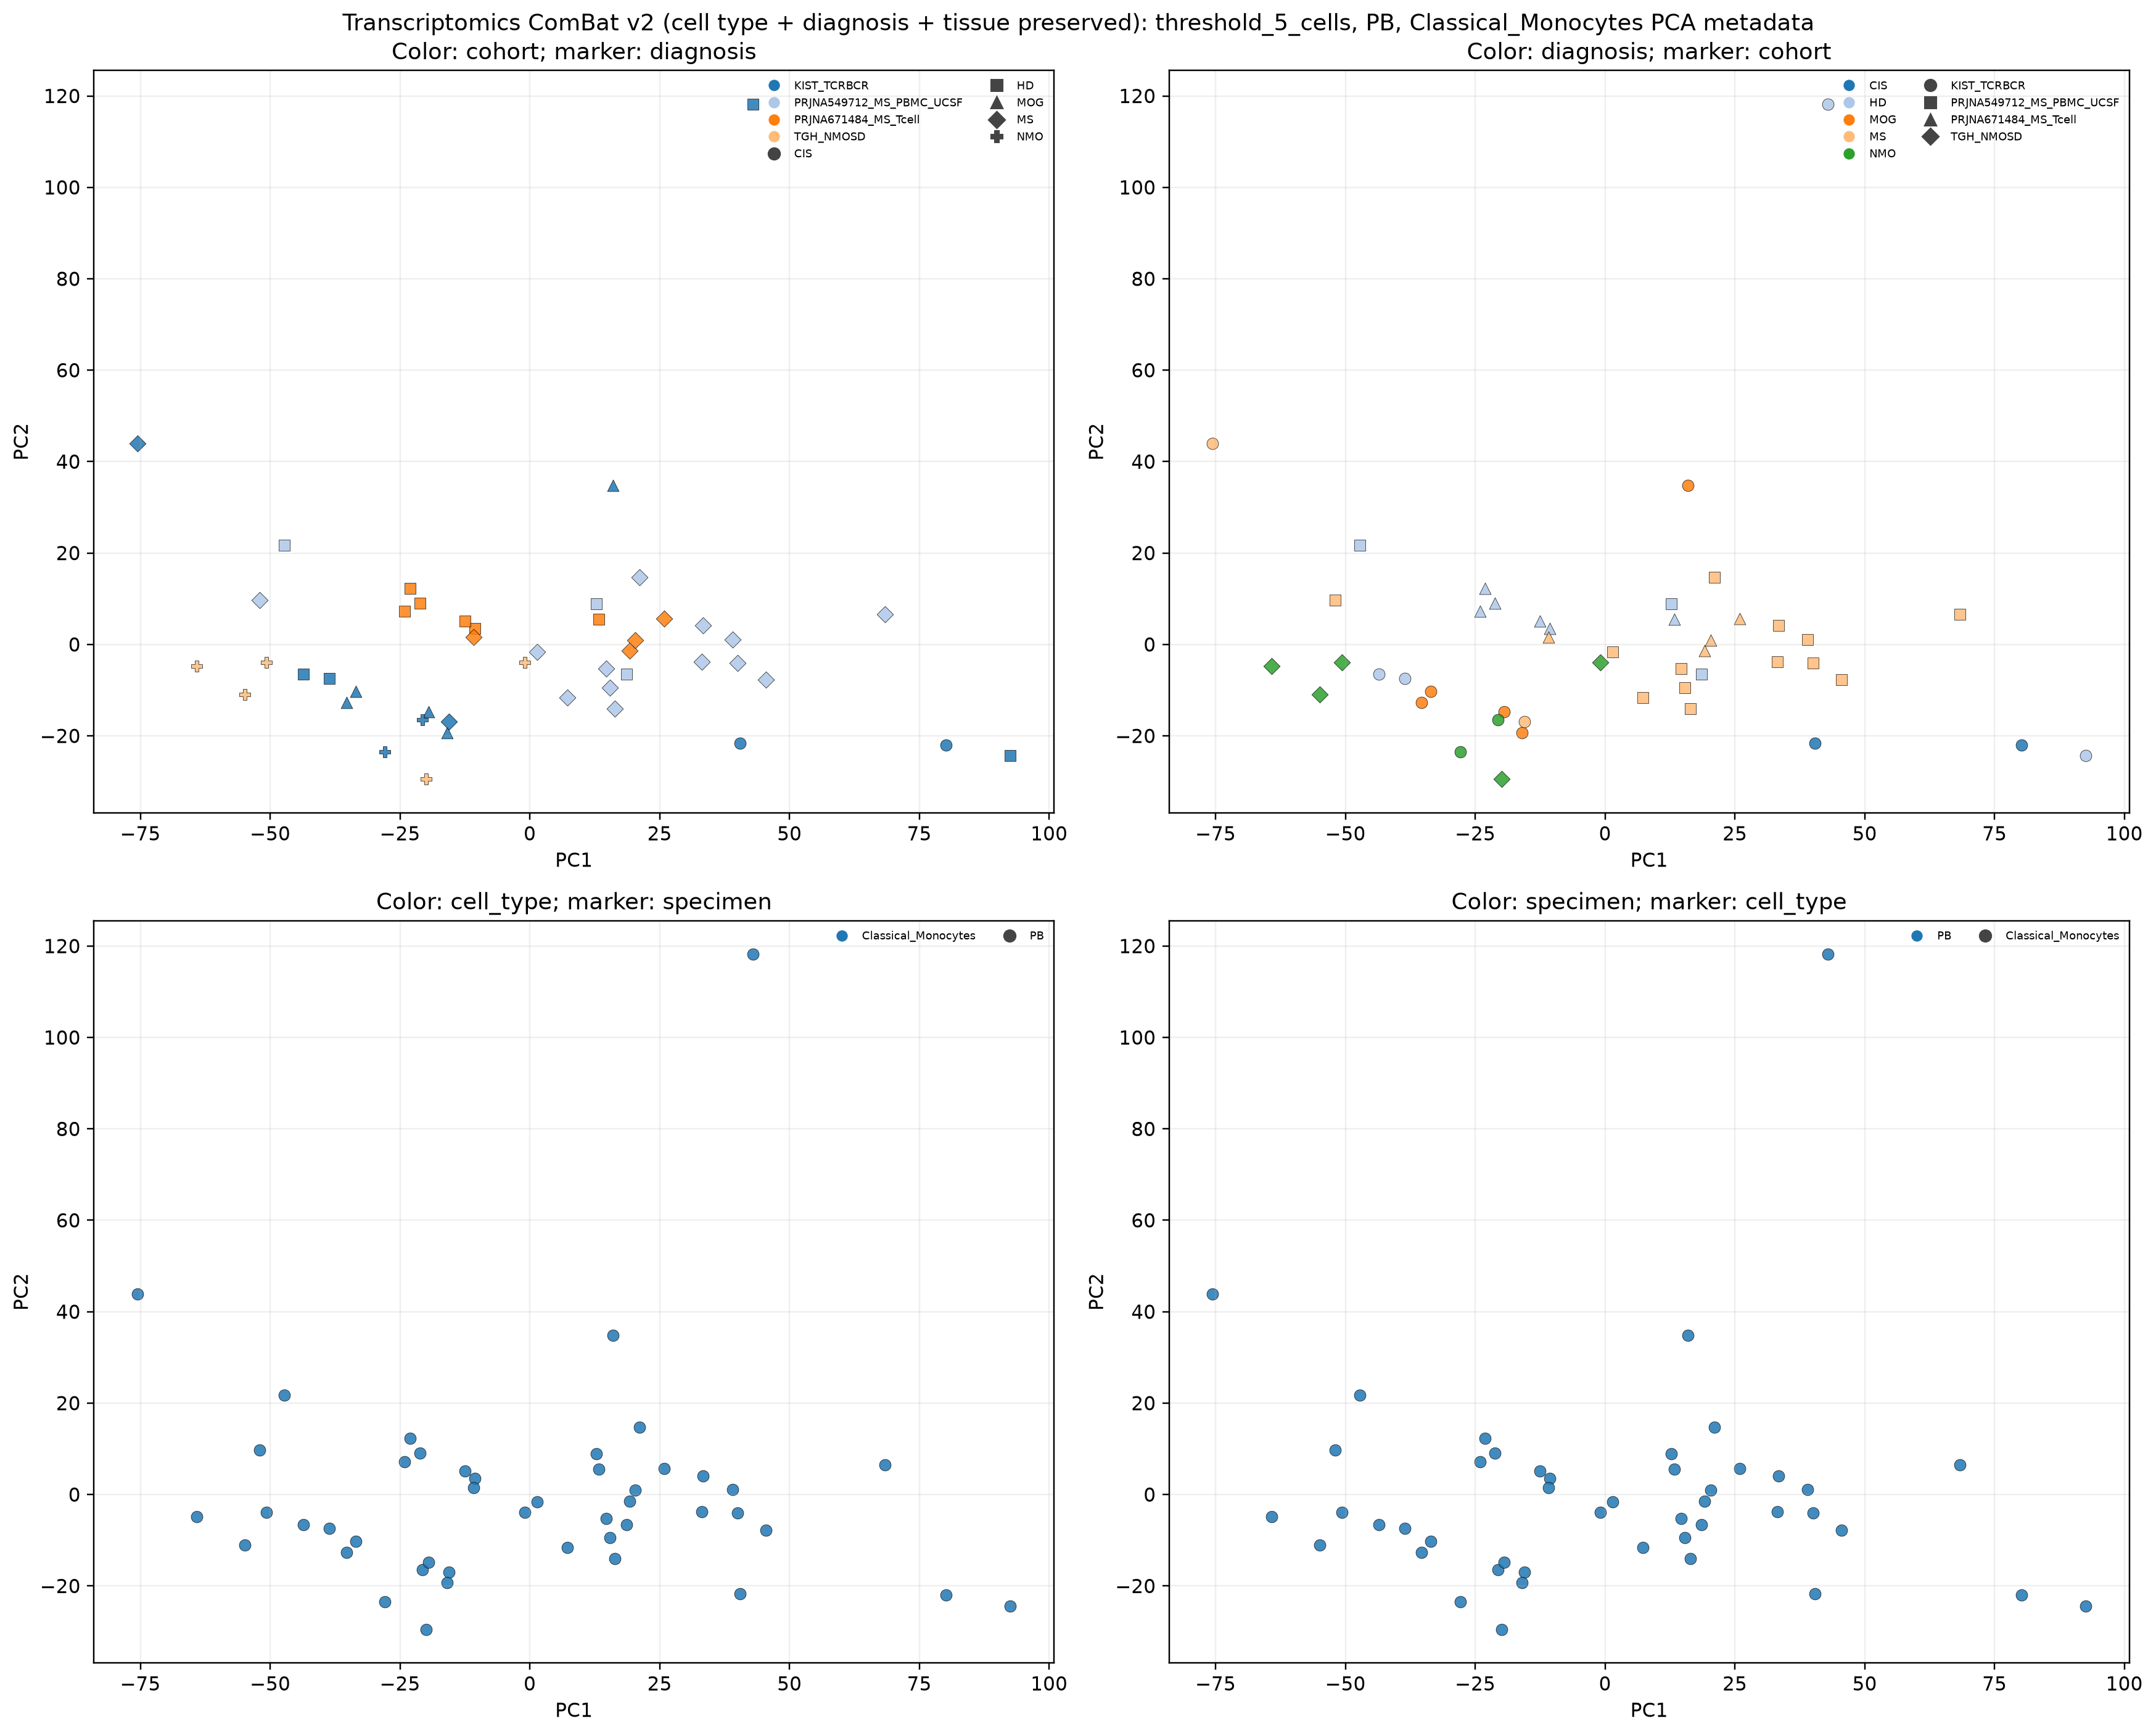 Transcriptomics ComBat v2 (cell type + diagnosis + tissue preserved): threshold_5_cells, PB, Classical_Monocytes PCA metadata
Color: cohort; marker: diagnosis
KIST_TCRBCR
PRJNA549712_MS_PBMC_UCSF
PRJNA671484_MS_Tcell
TGH_NMOSD
CIS
HD
MOG
MS
NMO
120
100
80
60
40
20
0
−20
PC2
−75 −50 −25 0 25 50 75 100
PC1
Color: diagnosis; marker: cohort
CIS
HD
MOG
MS
NMO
KIST_TCRBCR
PRJNA549712_MS_PBMC_UCSF
PRJNA671484_MS_Tcell
TGH_NMOSD
120
100
80
60
40
20
0
−20
PC2
−75 −50 −25 0 25 50 75 100
PC1
Color: cell_type; marker: specimen
Classical_Monocytes
PB
120
100
80
60
40
20
0
−20
PC2
−75 −50 −25 0 25 50 75 100
PC1
Color: specimen; marker: cell_type
PB
Classical_Monocytes
120
100
80
60
40
20
0
−20
PC2
−75 −50 −25 0 25 50 75 100
PC1